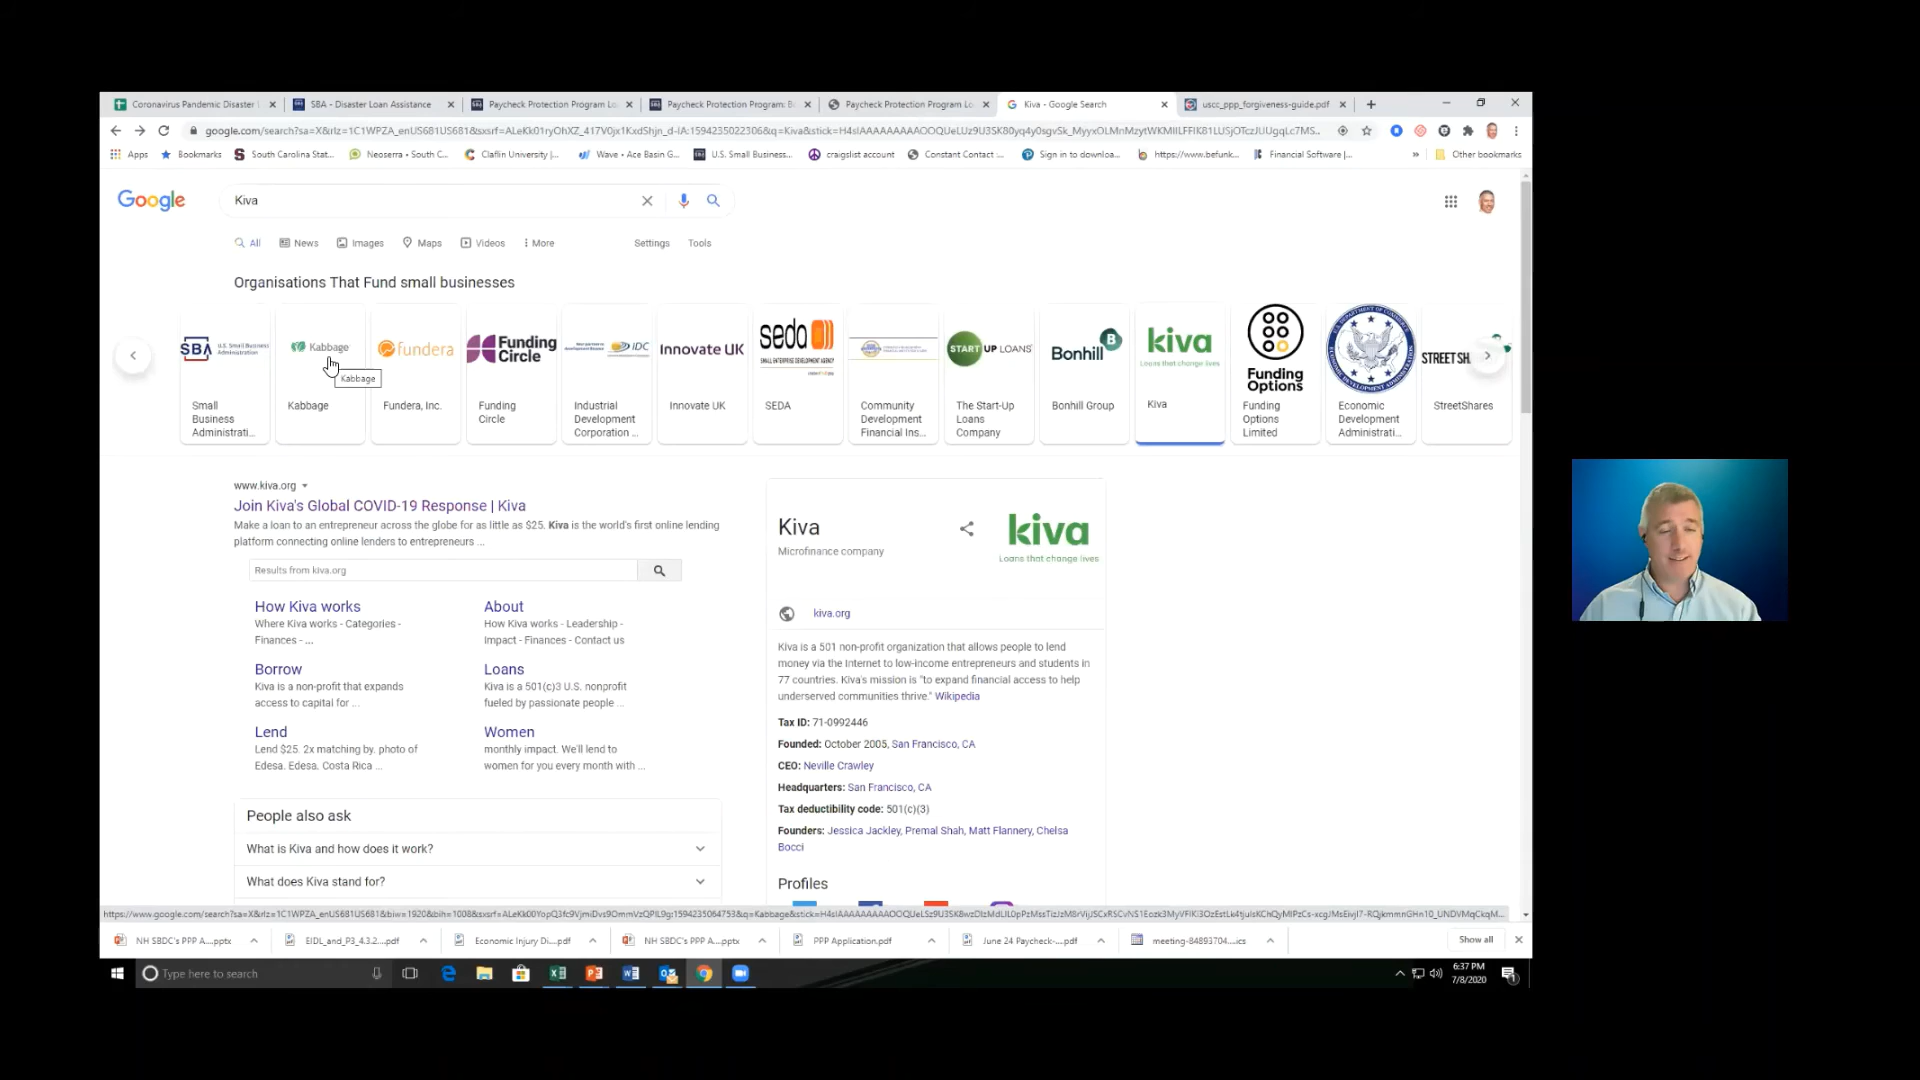 Coronavirus Pandemic Disaster
SBA - Disaster Loan Assistance
Paycheck Protection Program Lo
Paycheck Protection Program: B
Paycheck Protection Program Lo
Kiva - Google Search
uscc_ppp_forgiveness-guide.pdf
Apps
Bookmarks
South Carolina Stat...
Neoserra • South C...
Claflin University |...
Wave • Ace Basin G...
U.S. Small Business...
craigslist account
Constant Contact :...
Sign in to downloa...
https://www.befunk...
Financial Software |...
»
Other bookmarks
Google
Kiva
All
News
Images
Maps
Videos
More
Settings
Tools
Organisations That Fund small businesses
SBA U.S. Small Business Administration
Kabbage
fundera
Funding Circle
IDC
Innovate UK
seda
SMALL ENTERPRISE DEVELOPMENT AGENCY
START UP LOANS
Bonhill B
kiva
Loans that change lives
Funding Options
STREETSH
Kabbage
Small Business Administrati...
Kabbage
Fundera, Inc.
Funding Circle
Industrial Development Corporation ...
Innovate UK
SEDA
Community Development Financial Ins...
The Start-Up Loans Company
Bonhill Group
Kiva
Funding Options Limited
Economic Development Administrati...
StreetShares
www.kiva.org
Join Kiva's Global COVID-19 Response | Kiva
Make a loan to an entrepreneur across the globe for as little as $25. Kiva is the world's first online lending
platform connecting online lenders to entrepreneurs ...
Results from kiva.org
How Kiva works
Where Kiva works - Categories -
Finances - ...
About
How Kiva works - Leadership -
Impact - Finances - Contact us
Borrow
Kiva is a non-profit that expands
access to capital for ...
Loans
Kiva is a 501(c)3 U.S. nonprofit
fueled by passionate people ...
Lend
Lend $25. 2x matching by. photo of
Edesa. Edesa. Costa Rica ...
Women
monthly impact. We'll lend to
women for you every month with ...
People also ask
What is Kiva and how does it work?
What does Kiva stand for?
Kiva
Microfinance company
kiva
Loans that change lives
kiva.org
Kiva is a 501 non-profit organization that allows people to lend
money via the Internet to low-income entrepreneurs and students in
77 countries. Kiva's mission is "to expand financial access to help
underserved communities thrive." Wikipedia
Tax ID: 71-0992446
Founded: October 2005, San Francisco, CA
CEO: Neville Crawley
Headquarters: San Francisco, CA
Tax deductibility code: 501(c)(3)
Founders: Jessica Jackley, Premal Shah, Matt Flannery, Chelsa
Bocci
Profiles
NH SBDC's PPP A....pptx
EIDL_and_P3_4.3.2....pdf
Economic Injury Di....pdf
NH SBDC's PPP A....pptx
PPP Application.pdf
June 24 Paycheck-....pdf
meeting-84893704....ics
Show all
Type here to search
6:37 PM
7/8/2020